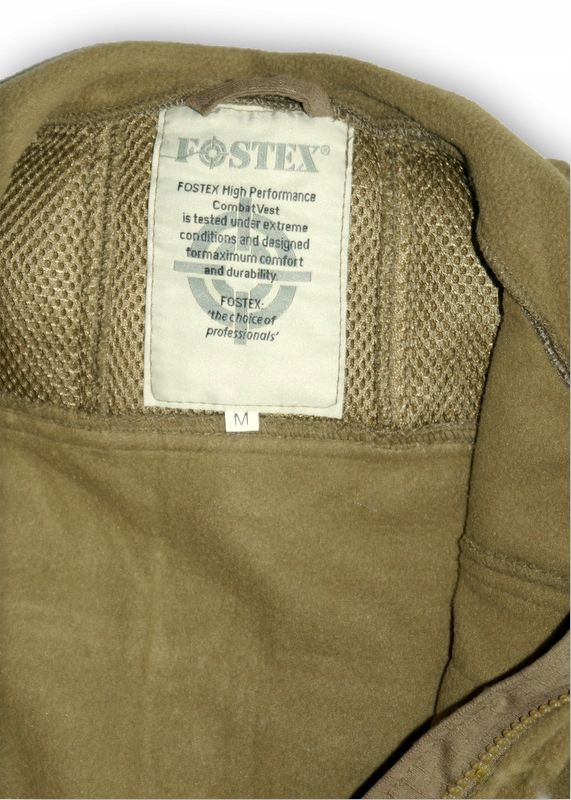 FOSTEX®
FOSTEX High Performance
CombatVest
is tested under extreme
conditions and designed
formaximum comfort
and durability.
FOSTEX:
'the choice of
professionals'
M